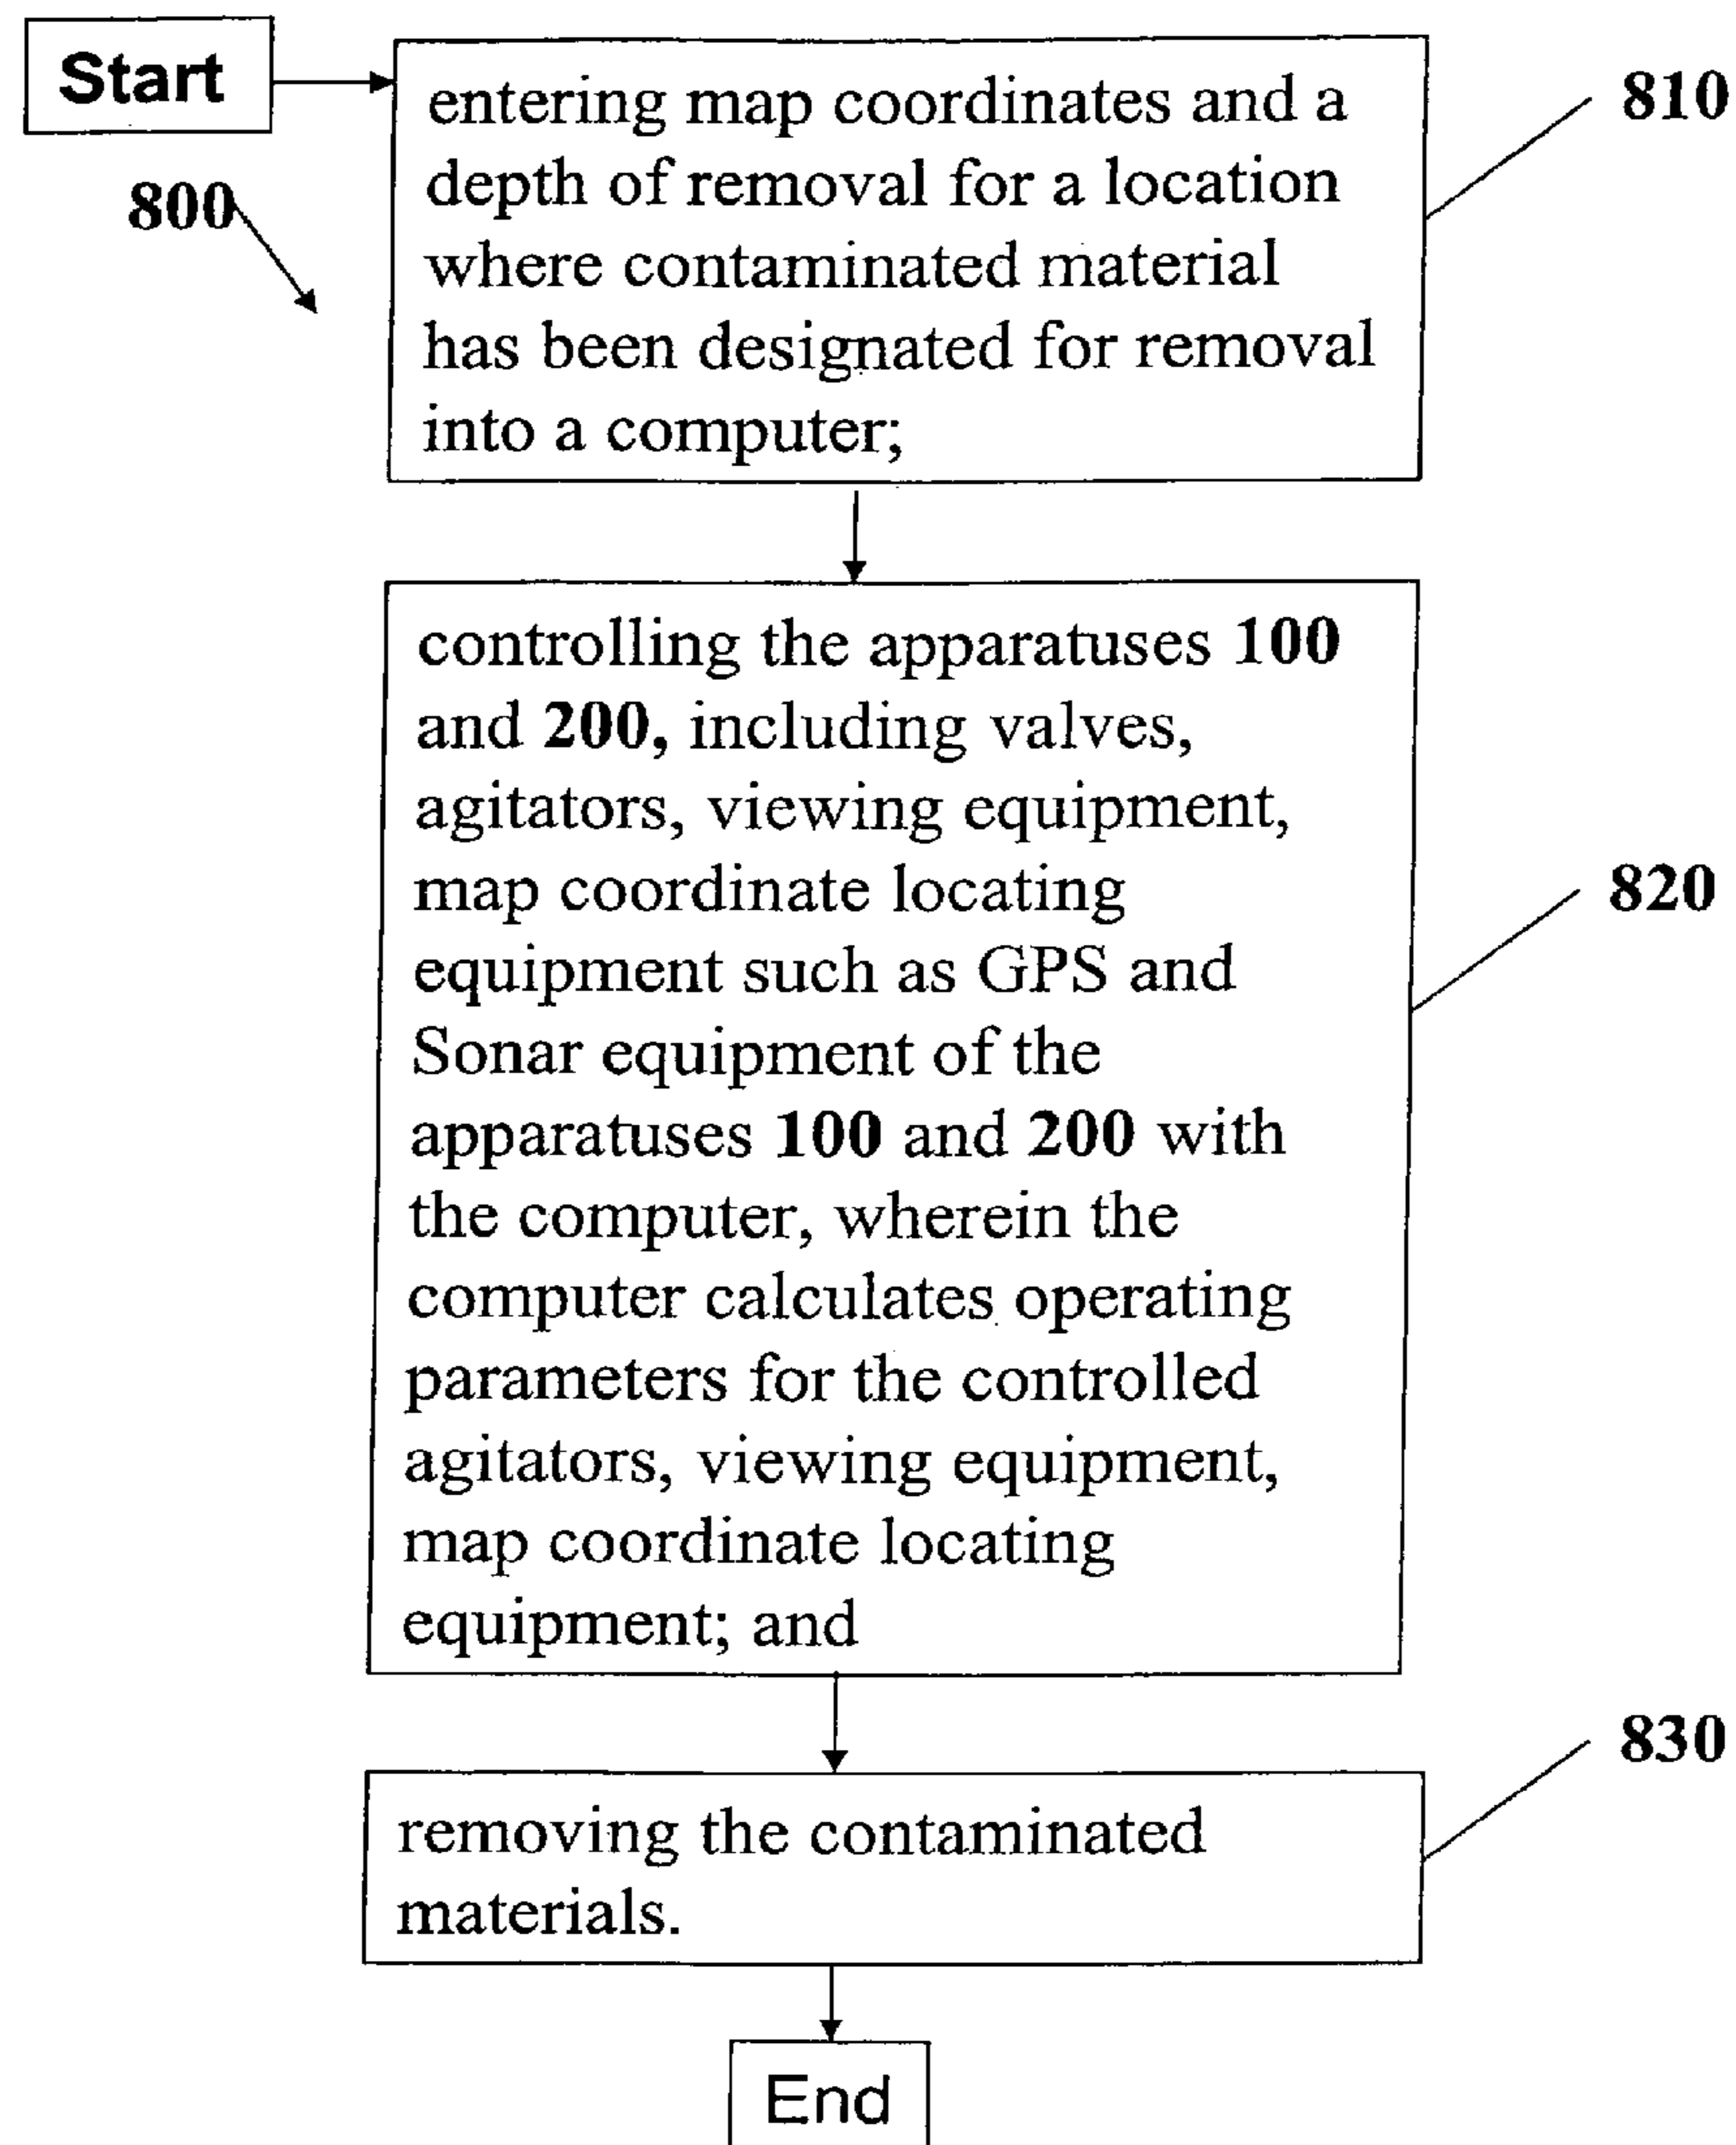 Start
800
entering map coordinates and a
depth of removal for a location
where contaminated material
has been designated for removal
into a computer;
810
controlling the apparatuses 100
and 200, including valves,
agitators, viewing equipment,
map coordinate locating
equipment such as GPS and
Sonar equipment of the
apparatuses 100 and 200 with
the computer, wherein the
computer calculates operating
parameters for the controlled
agitators, viewing equipment,
map coordinate locating
equipment; and
820
removing the contaminated
materials.
830
End